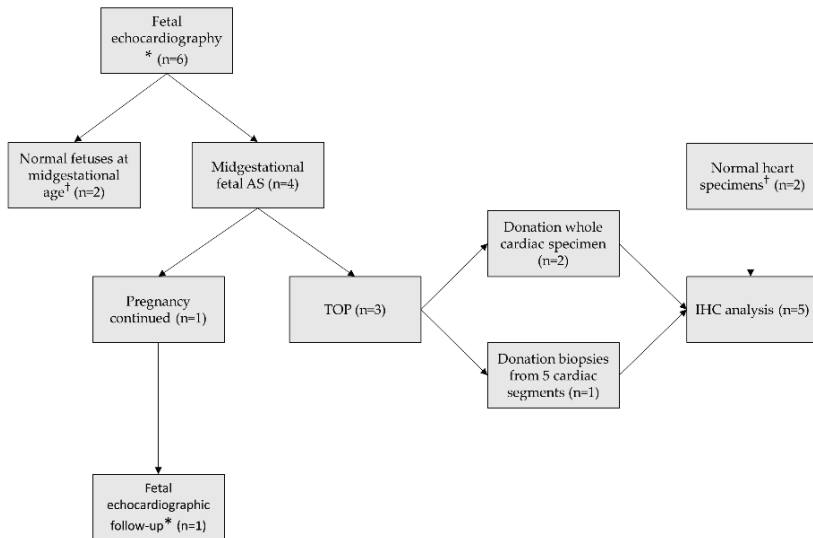 Fetal
echocardiography
* (n=6)
Normal fetuses at
midgestational
age† (n=2)
Midgestational
fetal AS (n=4)
Normal heart
specimens† (n=2)
Donation whole
cardiac specimen
(n=2)
Pregnancy
continued (n=1)
TOP (n=3)
IHC analysis (n=5)
Donation biopsies
from 5 cardiac
segments (n=1)
Fetal
echocardiographic
follow-up* (n=1)